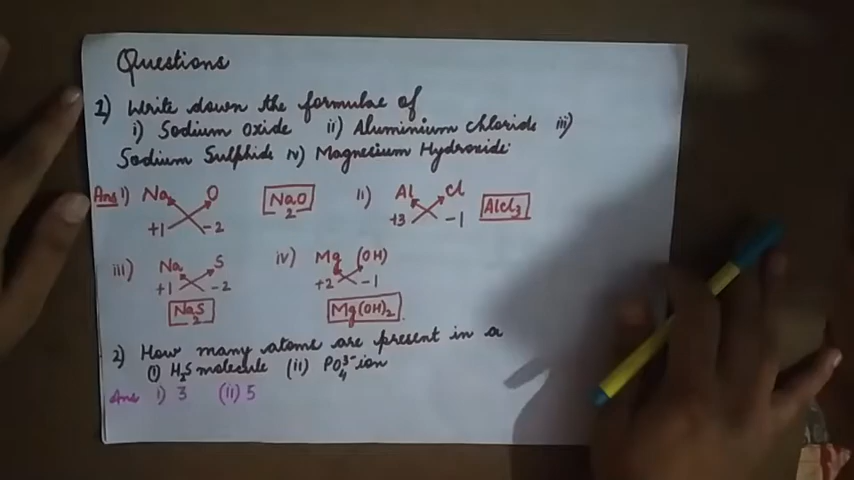 Questions
1) Write down the formulae of
i) Sodium Oxide ii) Aluminium Chloride iii)
Sodium Sulphide iv) Magnesium Hydroxide
Ans i) Na O Na₂O ii) Al Cl AlCl₃
+1 -2 +3 -1
iii) Na S iv) Mg (OH)
+1 -2 +2 -1
Na₂S Mg(OH)₂
2) How many atoms are present in a
(i) H₂S molecule (ii) PO₄³⁻ ion
Ans i) 3 (ii) 5